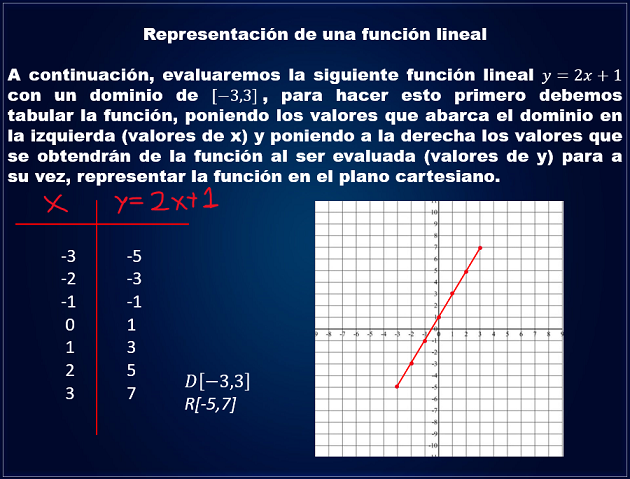 Representación de una función lineal
A continuación, evaluaremos la siguiente función lineal y = 2x + 1
con un dominio de [−3,3], para hacer esto primero debemos
tabular la función, poniendo los valores que abarca el dominio en
la izquierda (valores de x) y poniendo a la derecha los valores que
se obtendrán de la función al ser evaluada (valores de y) para a
su vez, representar la función en el plano cartesiano.
x y= 2x+1
-3 -5
-2 -3
-1 -1
0 1
1 3
2 5
3 7
D[−3,3]
R[-5,7]